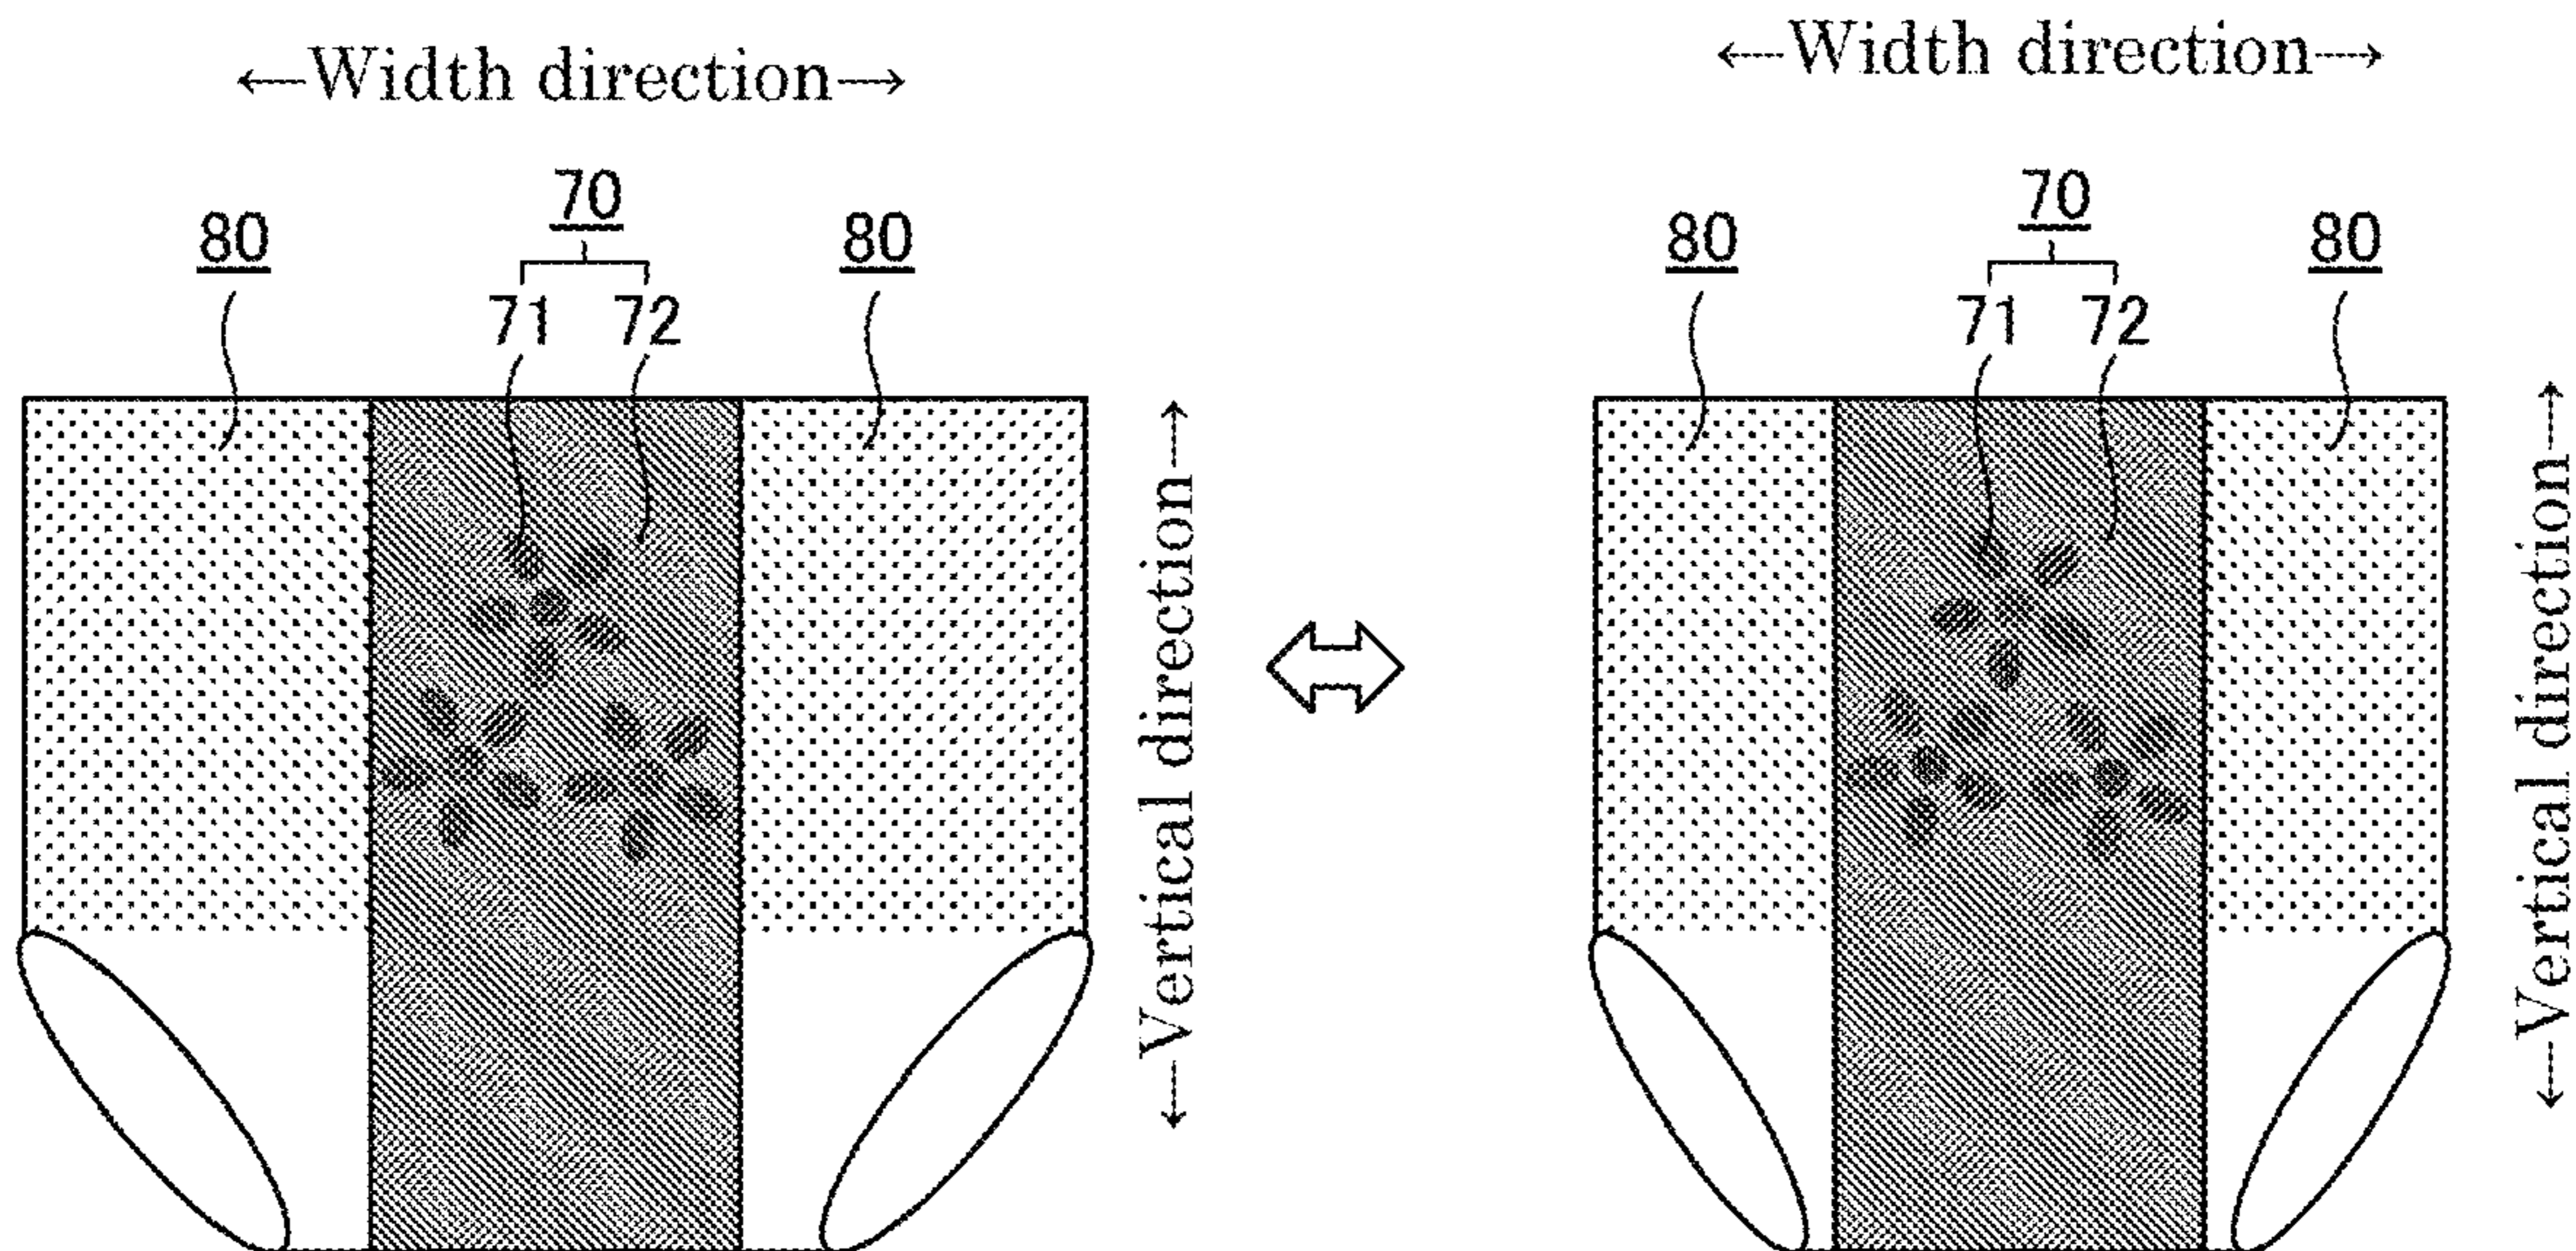 ←Width direction→
80 70 80
71 72
←Vertical direction→
←Width direction→
80 70 80
71 72
←Vertical direction→